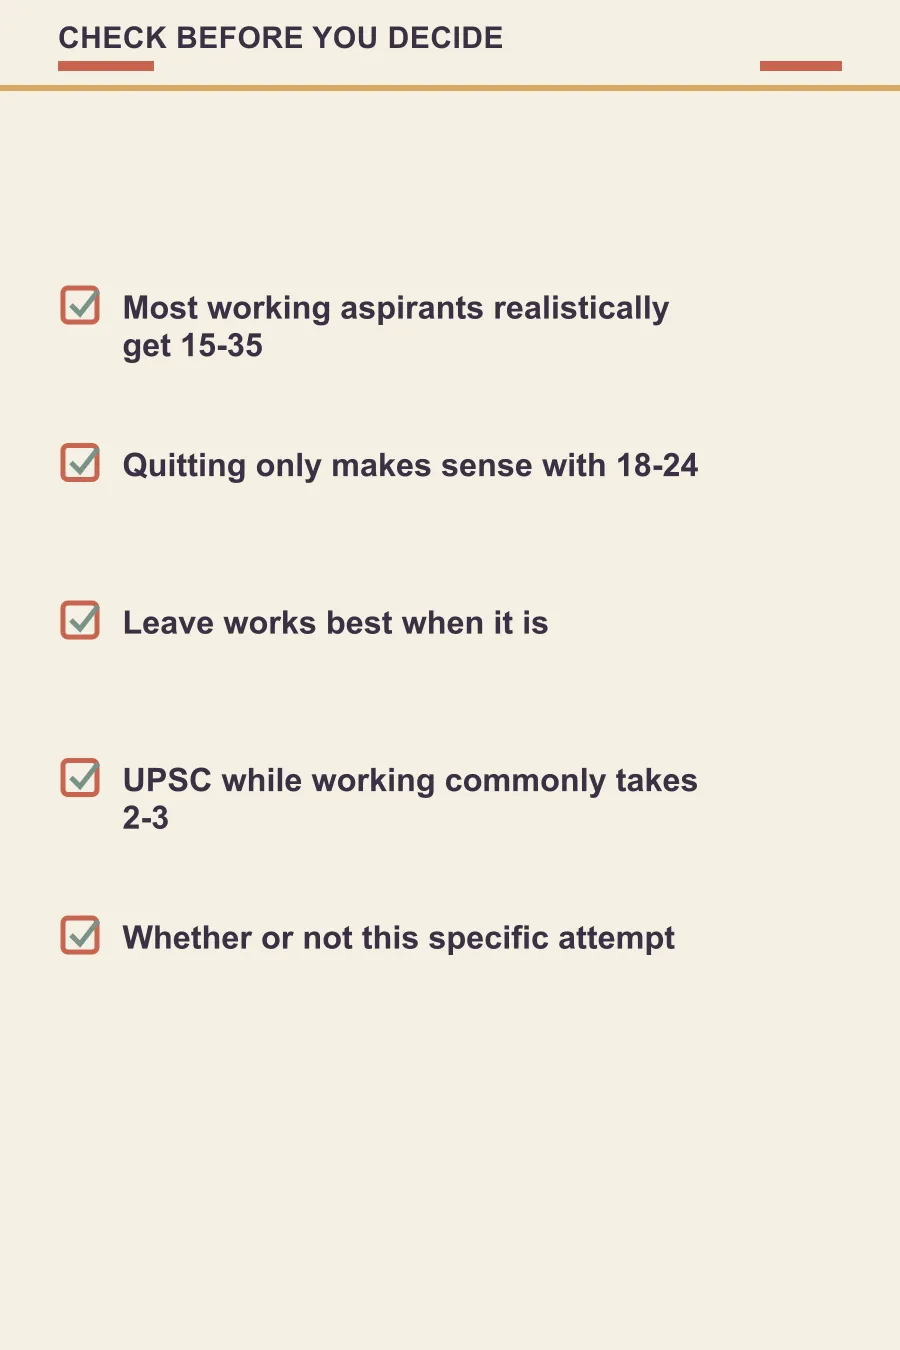 CHECK BEFORE YOU DECIDE
Most working aspirants realistically
get 15-35
Quitting only makes sense with 18-24
Leave works best when it is
UPSC while working commonly takes
2-3
Whether or not this specific attempt